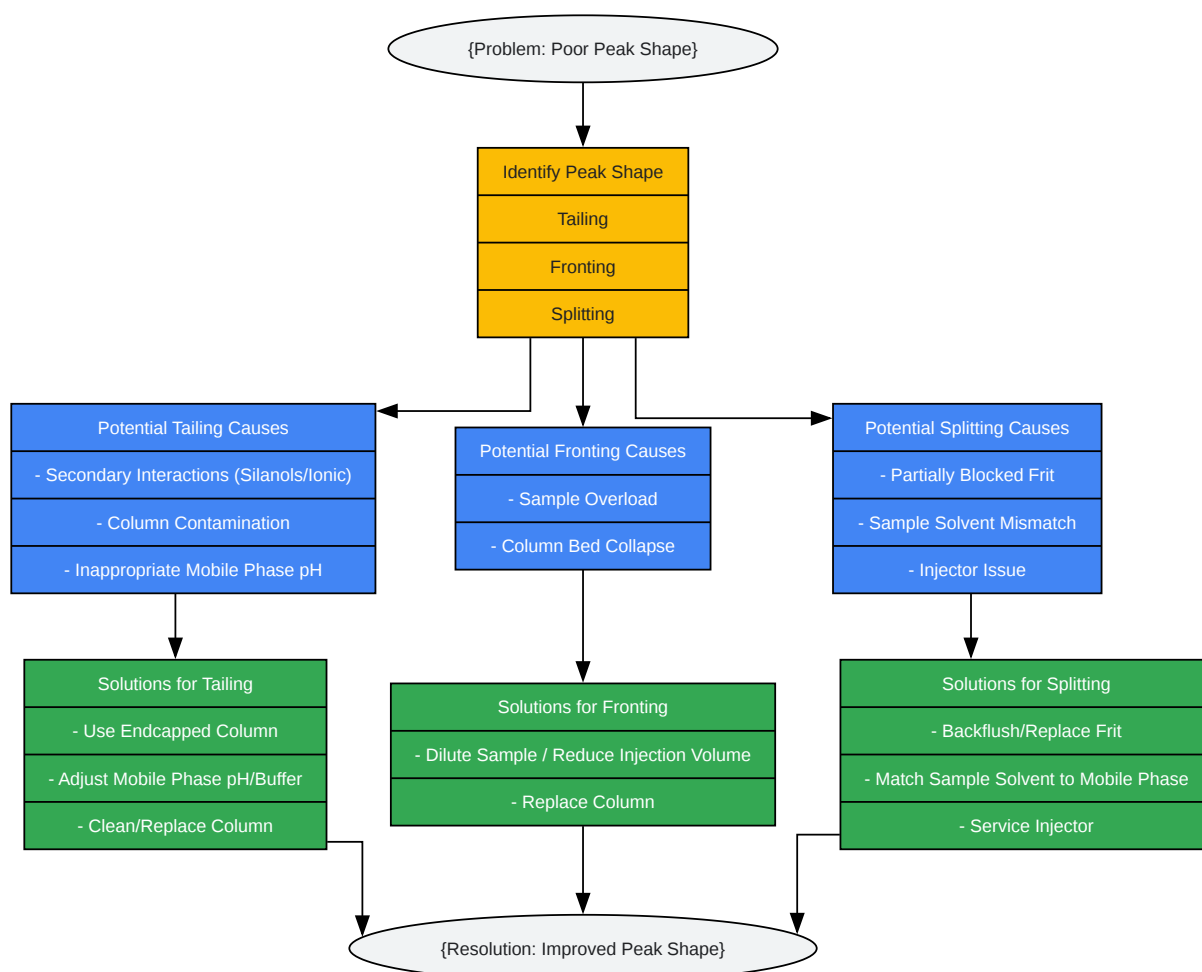 {Problem: Poor Peak Shape}
Identify Peak Shape
Tailing
Fronting
Splitting
Potential Tailing Causes
- Secondary Interactions (Silanols/Ionic)
- Column Contamination
- Inappropriate Mobile Phase pH
Potential Fronting Causes
- Sample Overload
- Column Bed Collapse
Potential Splitting Causes
- Partially Blocked Frit
- Sample Solvent Mismatch
- Injector Issue
Solutions for Tailing
- Use Endcapped Column
- Adjust Mobile Phase pH/Buffer
- Clean/Replace Column
Solutions for Fronting
- Dilute Sample / Reduce Injection Volume
- Replace Column
Solutions for Splitting
- Backflush/Replace Frit
- Match Sample Solvent to Mobile Phase
- Service Injector
{Resolution: Improved Peak Shape}